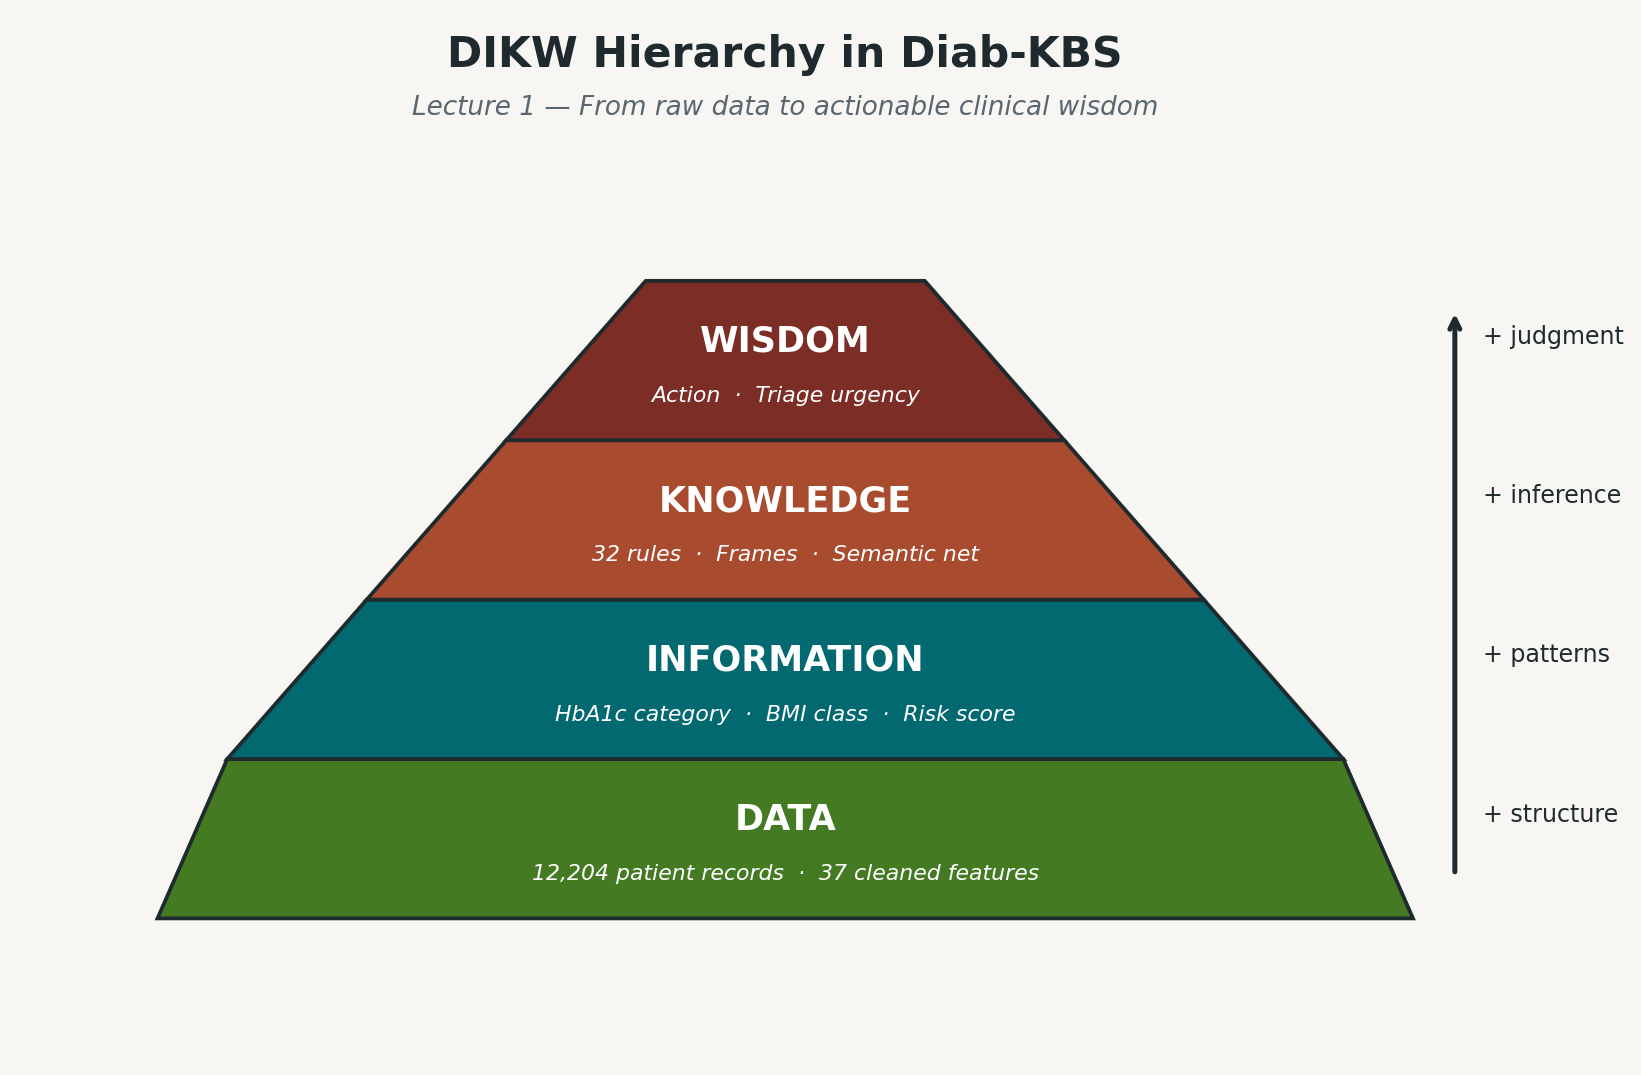 DIKW Hierarchy in Diab-KBS
Lecture 1 — From raw data to actionable clinical wisdom
WISDOM
Action · Triage urgency
+ judgment
KNOWLEDGE
32 rules · Frames · Semantic net
+ inference
INFORMATION
HbA1c category · BMI class · Risk score
+ patterns
DATA
12,204 patient records · 37 cleaned features
+ structure